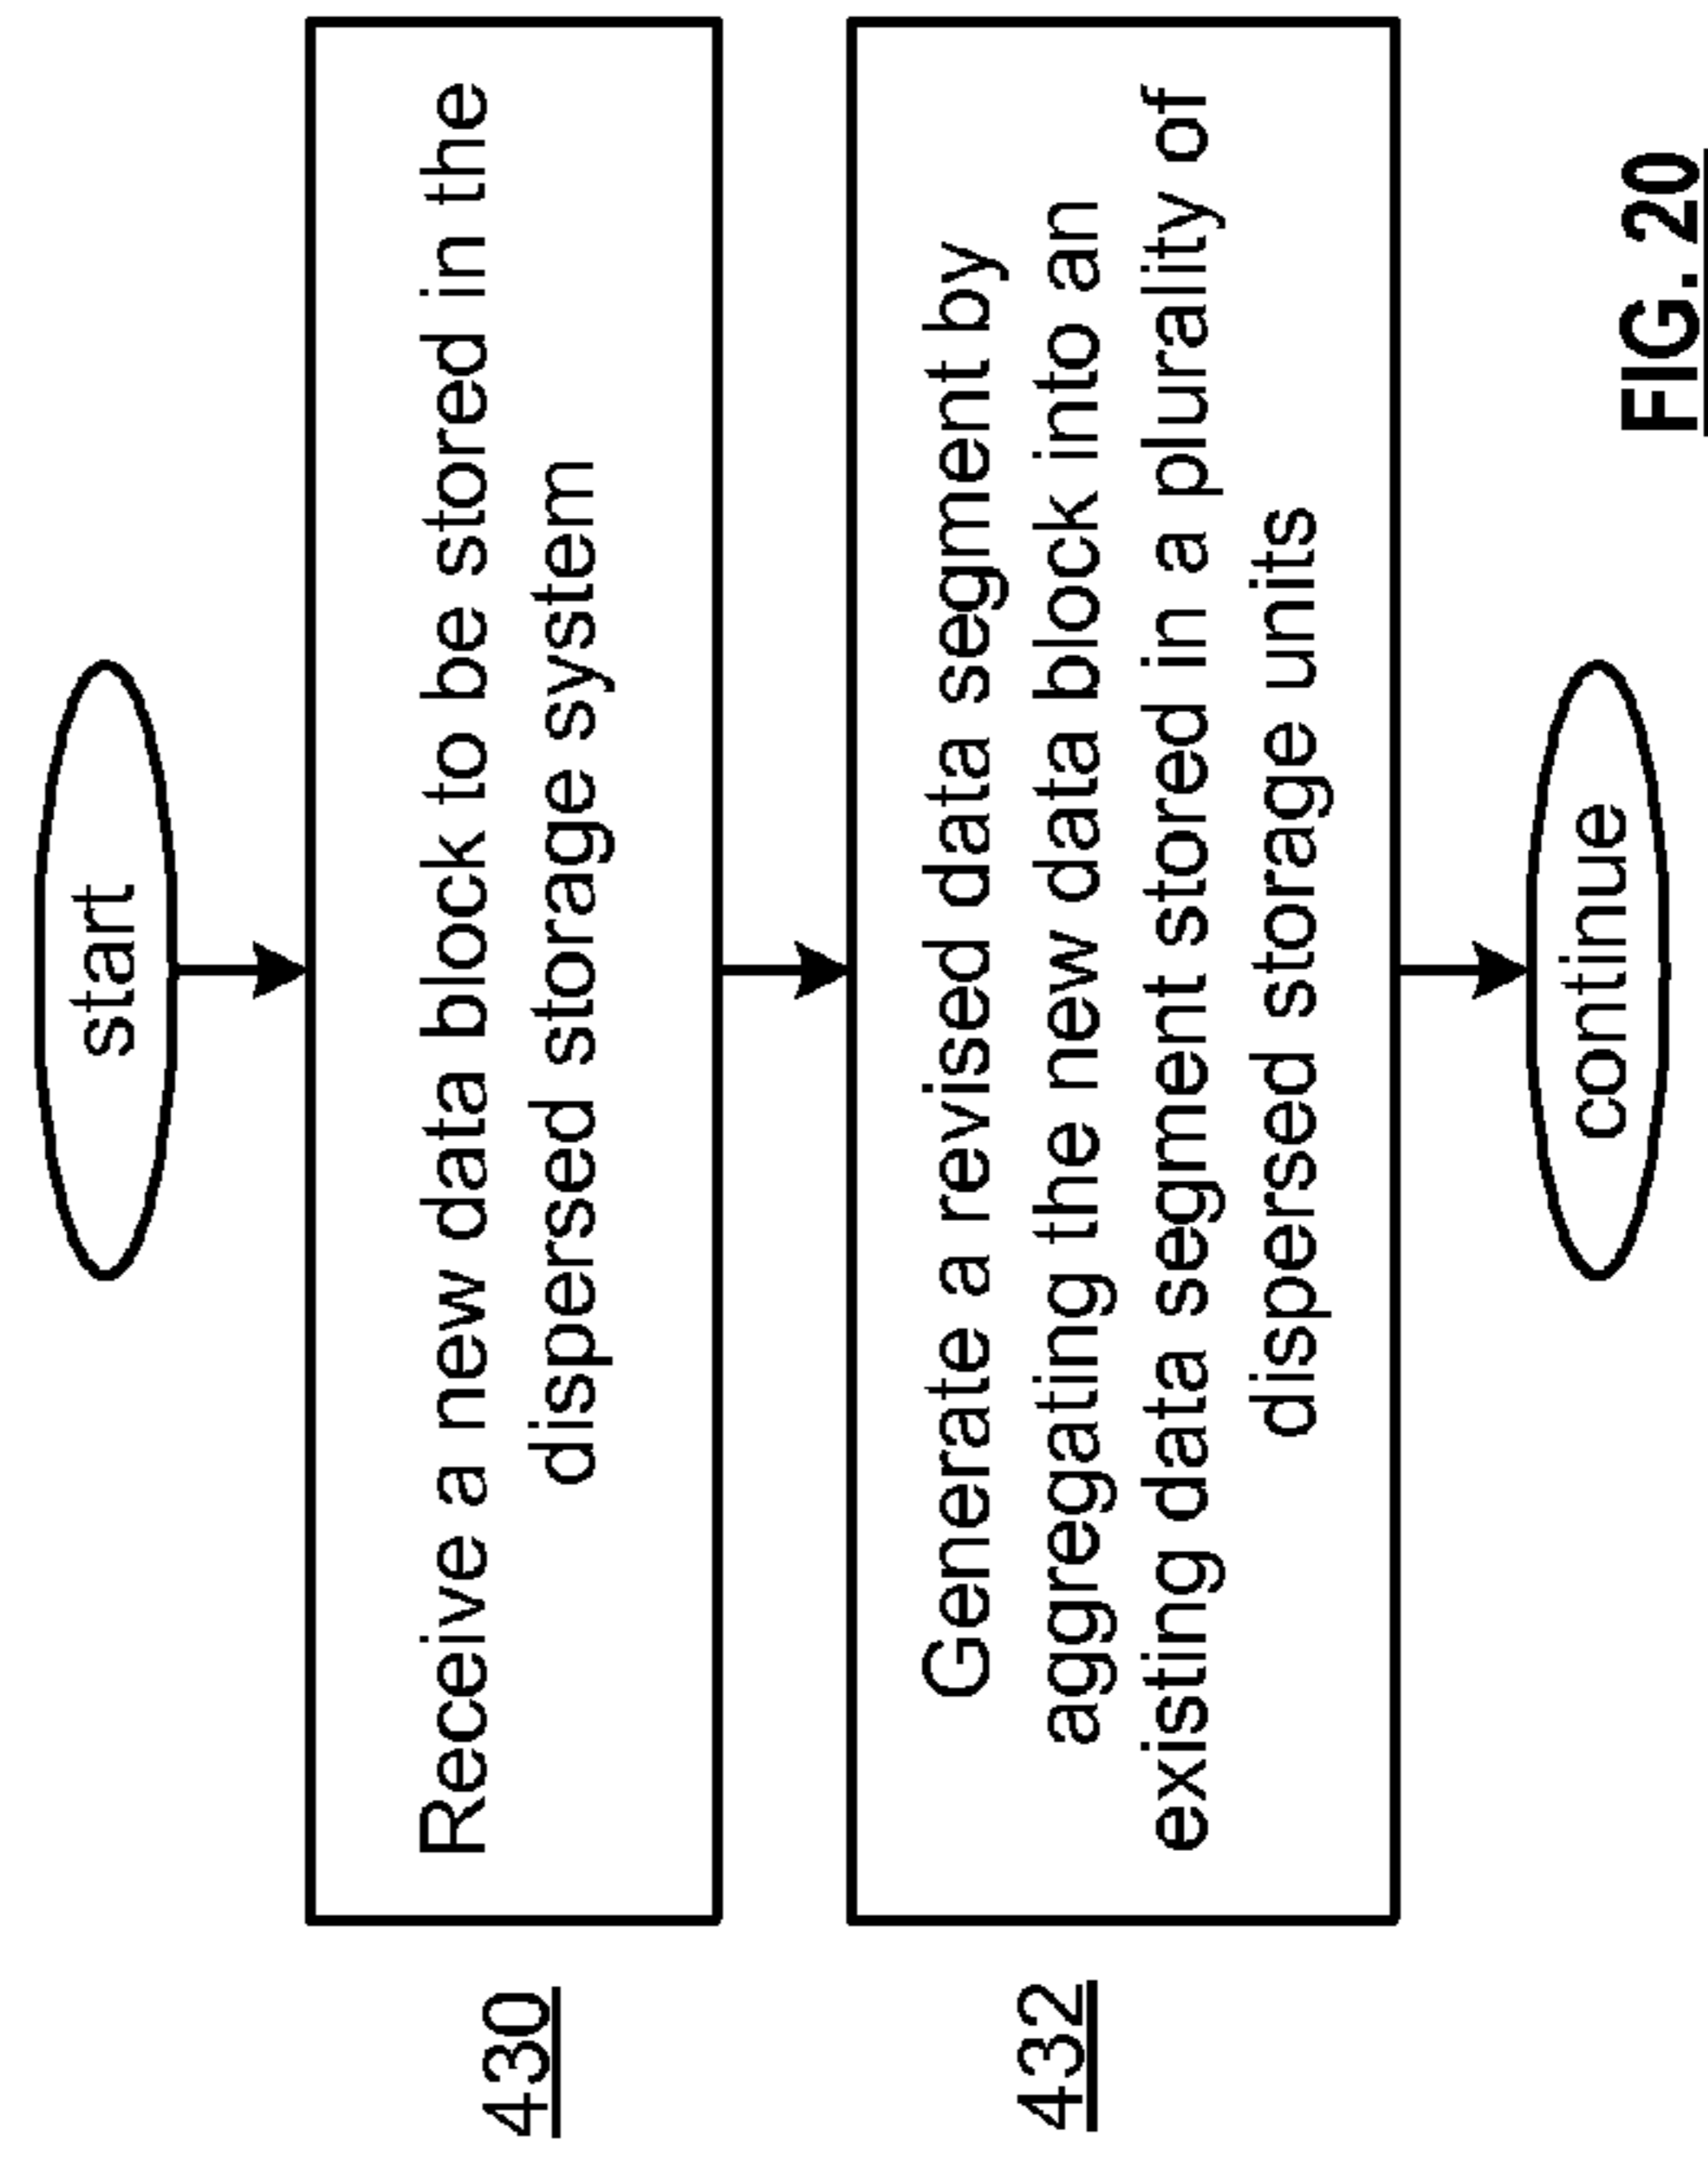 start
430
Receive a new data block to be stored in the
dispersed storage system
432
Generate a revised data segment by
aggregating the new data block into an
existing data segment stored in a plurality of
dispersed storage units
continue
FIG. 20